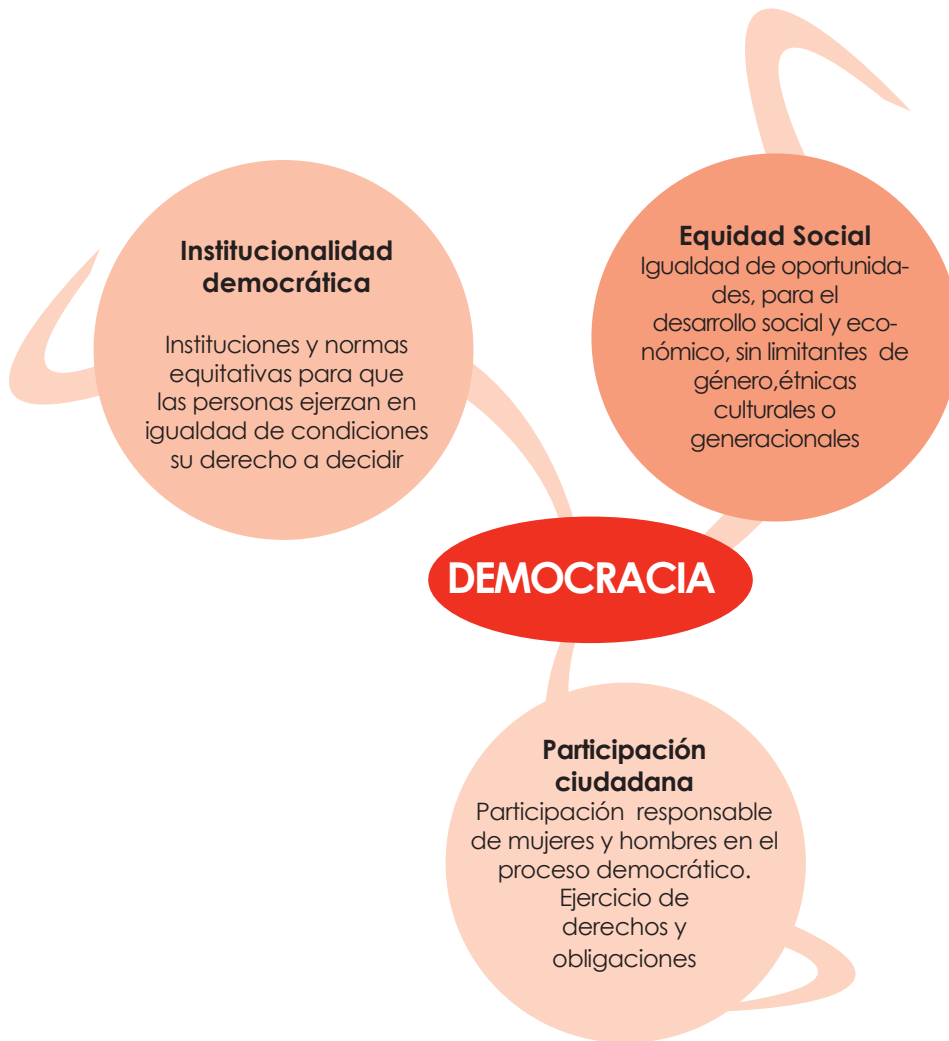 Institucionalidad
democrática
Instituciones y normas
equitativas para que
las personas ejerzan en
igualdad de condiciones
su derecho a decidir
Equidad Social
Igualdad de oportunida-
des, para el
desarrollo social y eco-
nómico, sin limitantes de
género,étnicas
culturales o
generacionales
DEMOCRACIA
Participación
ciudadana
Participación responsable
de mujeres y hombres en el
proceso democrático.
Ejercicio de
derechos y
obligaciones